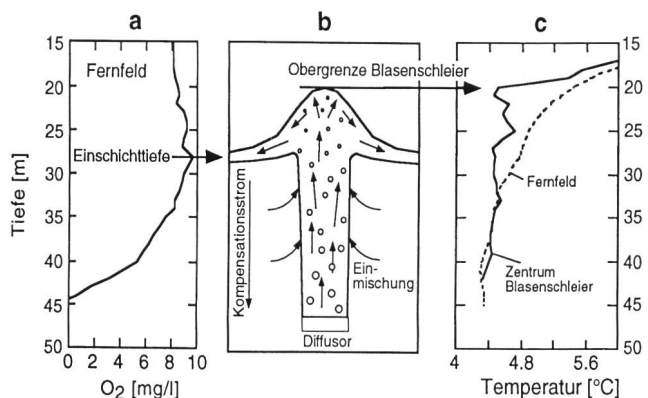 a
b
c
15
20
25
30
35
40
45
50
Tiefe [m]
Fernfeld
Einschichttiefe
0 2 4 6 8 10
O2 [mg/l]
Obergrenze Blasenschleier
Kompensationsstrom
Ein-
mischung
Diffusor
15
20
25
30
35
40
45
50
Fernfeld
Zentrum
Blasenschleier
4 4.8 5.6
Temperatur [°C]